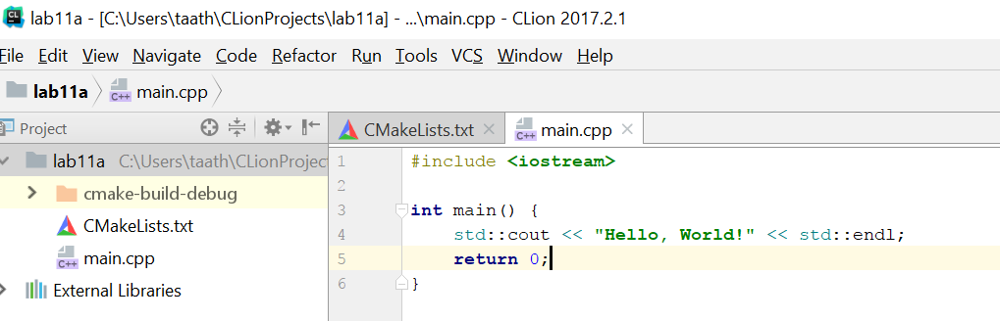 lab11a - [C:\Users\taath\CLionProjects\lab11a] - ...\main.cpp - CLion 2017.2.1
File Edit View Navigate Code Refactor Run Tools VCS Window Help
lab11a main.cpp
Project
CMakeLists.txt main.cpp
lab11a C:\Users\taath\CLionProjec
cmake-build-debug
CMakeLists.txt
main.cpp
External Libraries
1 #include <iostream>
2
3 int main() {
4 std::cout << "Hello, World!" << std::endl;
5 return 0;
6 }